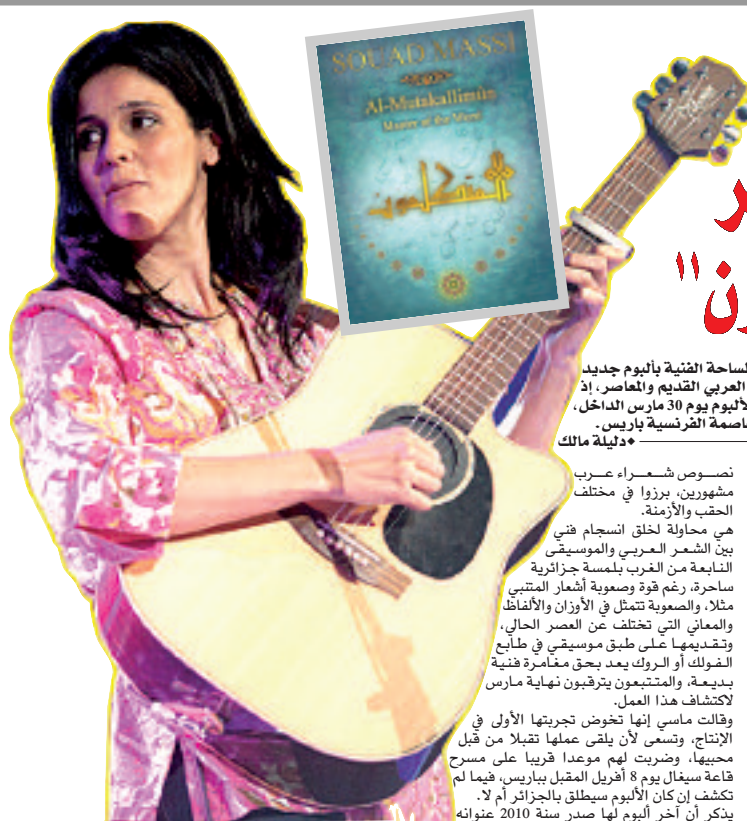 SOUAD MASSI
Al-Mutakallimûn
Master of the Word
المتكلمون
ر
ن"
لساحة الفنية بألبوم جديد
العربي القديم والمعاصر، إذ
لألبوم يوم 30 مارس الداخل،
عاصمة الفرنسية باريس.
♦دليلة مالك
نصـــوص شـــعـــراء عـــرب
مشهورين، برزوا في مختلف
الحقب والأزمنة.
هي محاولة لخلق انسجام فني
بين الشعر العربي والموسيقى
النابعة من الغرب بلمسة جزائرية
ساحرة، رغم قوة وصعوبة أشعار المتنبي
مثلا، والصعوبة تتمثل في الأوزان والألفاظ
والمعاني التي تختلف عن العصر الحالي،
وتقديمها على طبق موسيقي في طابع
الفولك أو الروك يعد بحق مغامرة فنية
بديعة، والمتتبعون يترقبون نهاية مارس
لاكتشاف هذا العمل.
وقالت ماسي إنها تخوض تجربتها الأولى في
الإنتاج، وتسعى لأن يلقى عملها تقبلا من قبل
محبيها، وضربت لهم موعدا قريبا على مسرح
قاعة سيغال يوم 8 أفريل المقبل بباريس، فيما لم
تكشف إن كان الألبوم سيطلق بالجزائر أم لا.
يذكر أن آخر ألبوم لها صدر سنة 2010 عنوانه